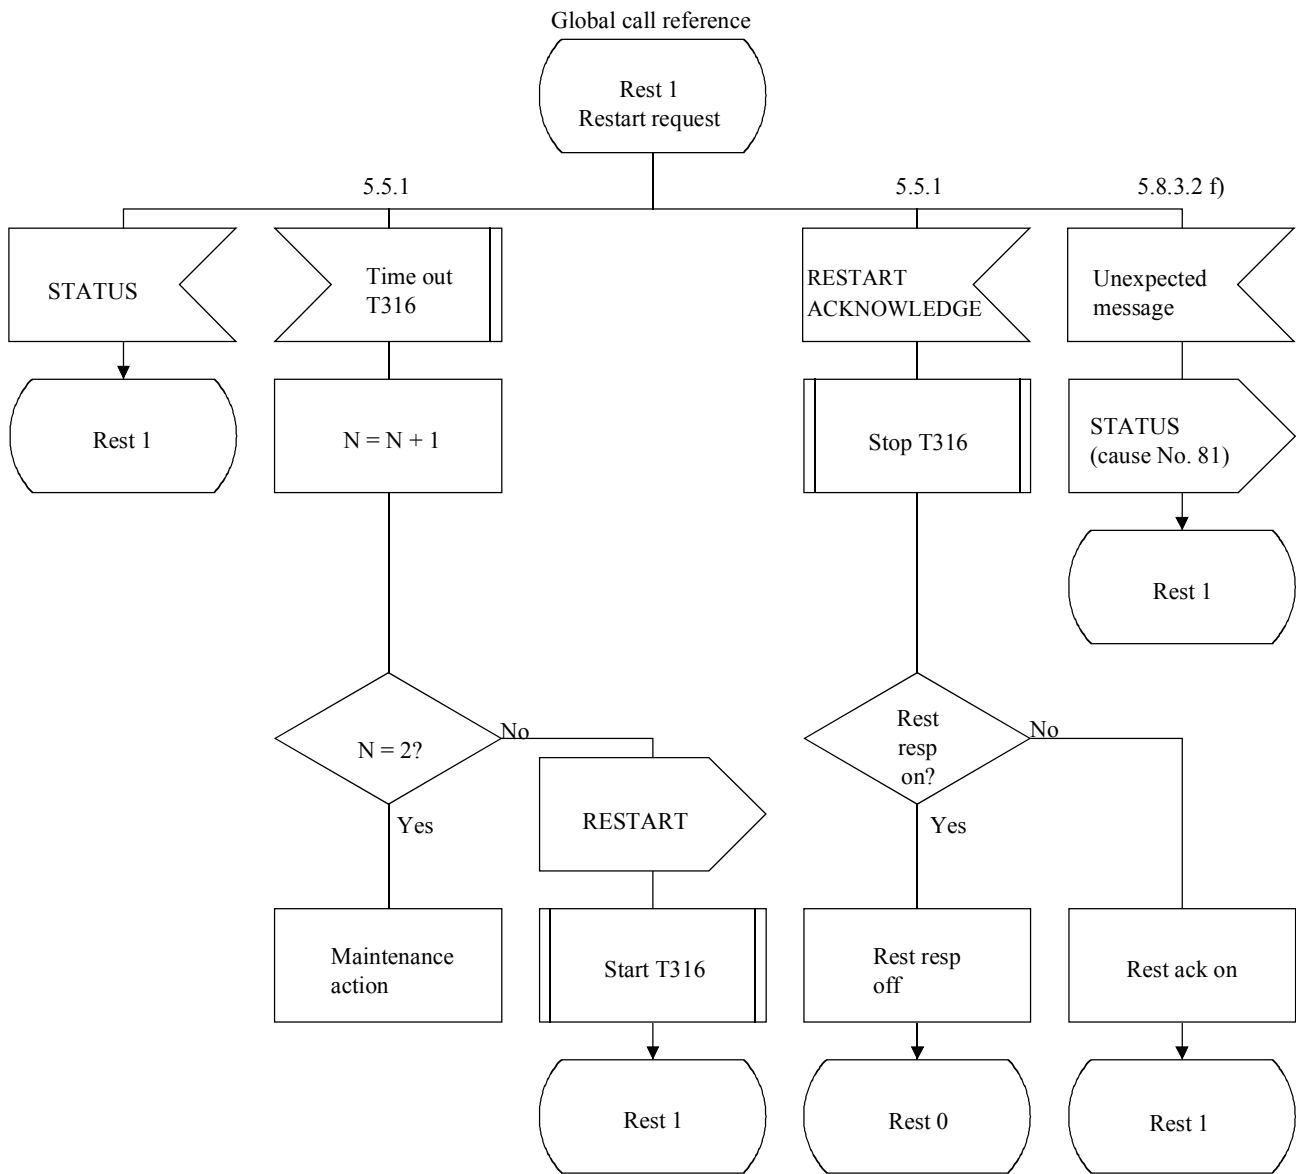 Global call reference
Rest 1
Restart request
5.5.1
5.5.1
5.8.3.2 f)
STATUS
Time out
T316
RESTART
ACKNOWLEDGE
Unexpected
message
Rest 1
N = N + 1
Stop T316
STATUS
(cause No. 81)
Rest 1
N = 2?
No
Yes
Rest
resp
on?
No
Yes
RESTART
Maintenance
action
Start T316
Rest resp
off
Rest ack on
Rest 1
Rest 0
Rest 1